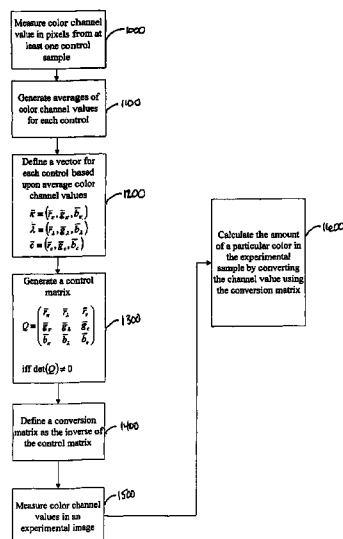 Measure color channel
value in pixels from at
least one control
sample
1000
Generate averages of
color channel values
for each control
1100
Define a vector for
each control based
upon average color
channel values
1200
Generate a control
matrix
Q =
iff det(Q) ≠ 0
1300
Define a conversion
matrix as the inverse of
the control matrix
1400
Measure color channel
values in an
experimental image
1500
Calculate the amount
of a particular color in
the experimental
sample by converting
the channel value using
the conversion matrix
1600